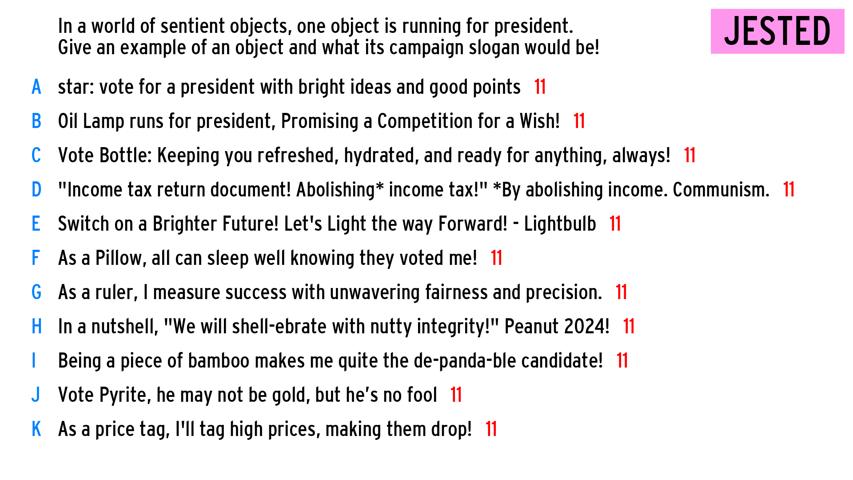 In a world of sentient objects, one object is running for president.
Give an example of an object and what its campaign slogan would be!
JESTED
A star: vote for a president with bright ideas and good points 11
B Oil Lamp runs for president, Promising a Competition for a Wish! 11
C Vote Bottle: Keeping you refreshed, hydrated, and ready for anything, always! 11
D "Income tax return document! Abolishing* income tax!" *By abolishing income. Communism. 11
E Switch on a Brighter Future! Let's Light the way Forward! - Lightbulb 11
F As a Pillow, all can sleep well knowing they voted me! 11
G As a ruler, I measure success with unwavering fairness and precision. 11
H In a nutshell, "We will shell-ebrate with nutty integrity!" Peanut 2024! 11
I Being a piece of bamboo makes me quite the de-panda-ble candidate! 11
J Vote Pyrite, he may not be gold, but he’s no fool 11
K As a price tag, I'll tag high prices, making them drop! 11